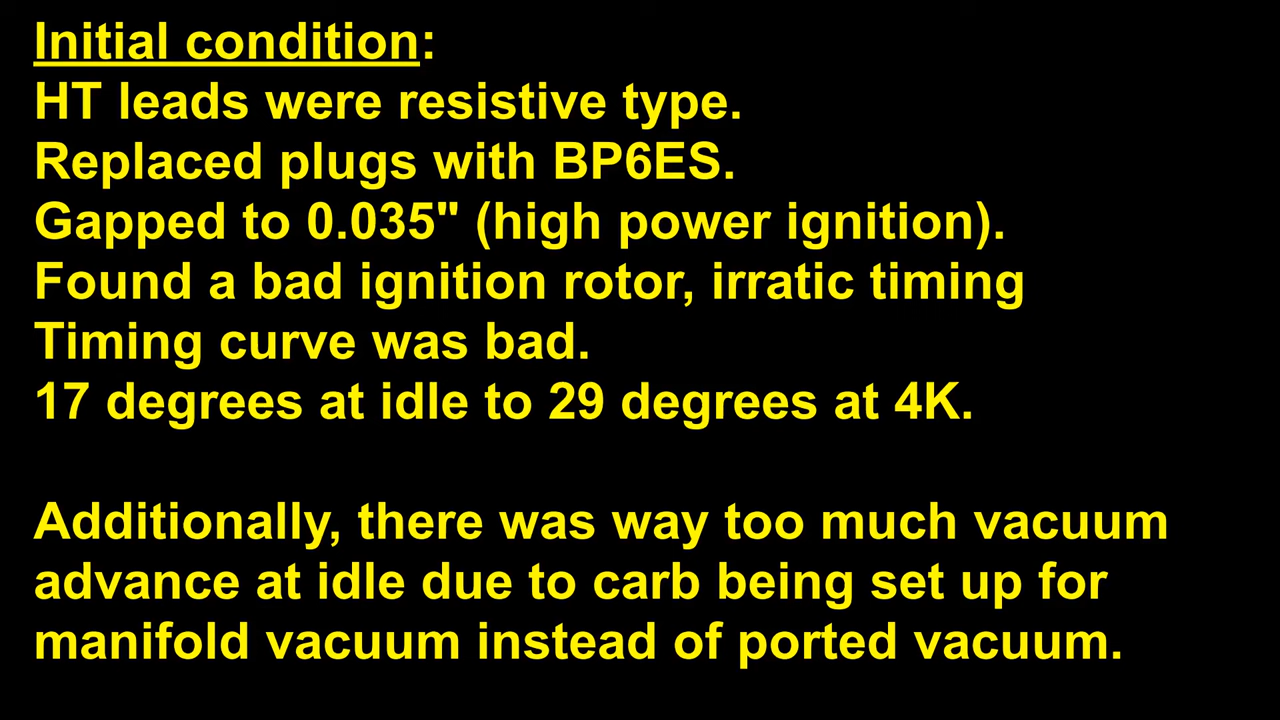 Initial condition:
HT leads were resistive type.
Replaced plugs with BP6ES.
Gapped to 0.035" (high power ignition).
Found a bad ignition rotor, irratic timing
Timing curve was bad.
17 degrees at idle to 29 degrees at 4K.
Additionally, there was way too much vacuum
advance at idle due to carb being set up for
manifold vacuum instead of ported vacuum.